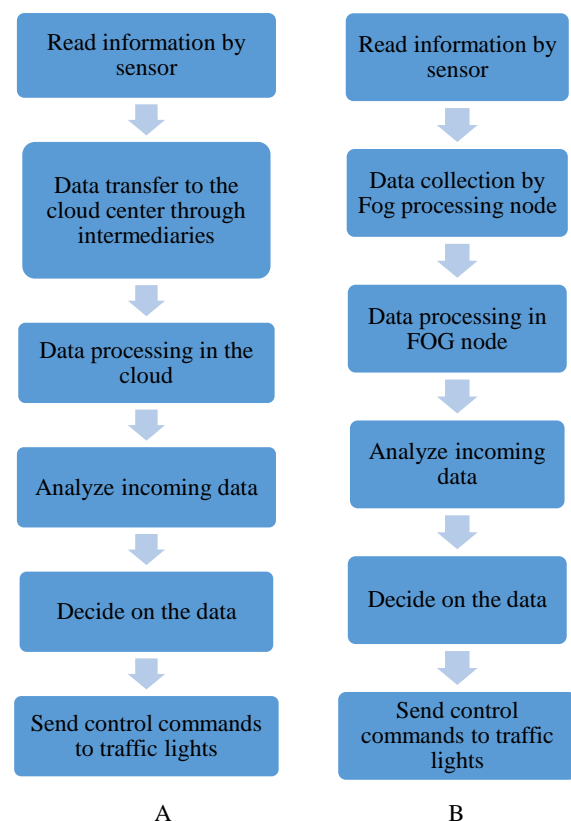 Read information by
sensor
Data transfer to the
cloud center through
intermediaries
Data processing in the
cloud
Analyze incoming data
Decide on the data
Send control commands
to traffic lights
A
Read information by
sensor
Data collection by
Fog processing node
Data processing in
FOG node
Analyze incoming
data
Decide on the data
Send control
commands to traffic
lights
B